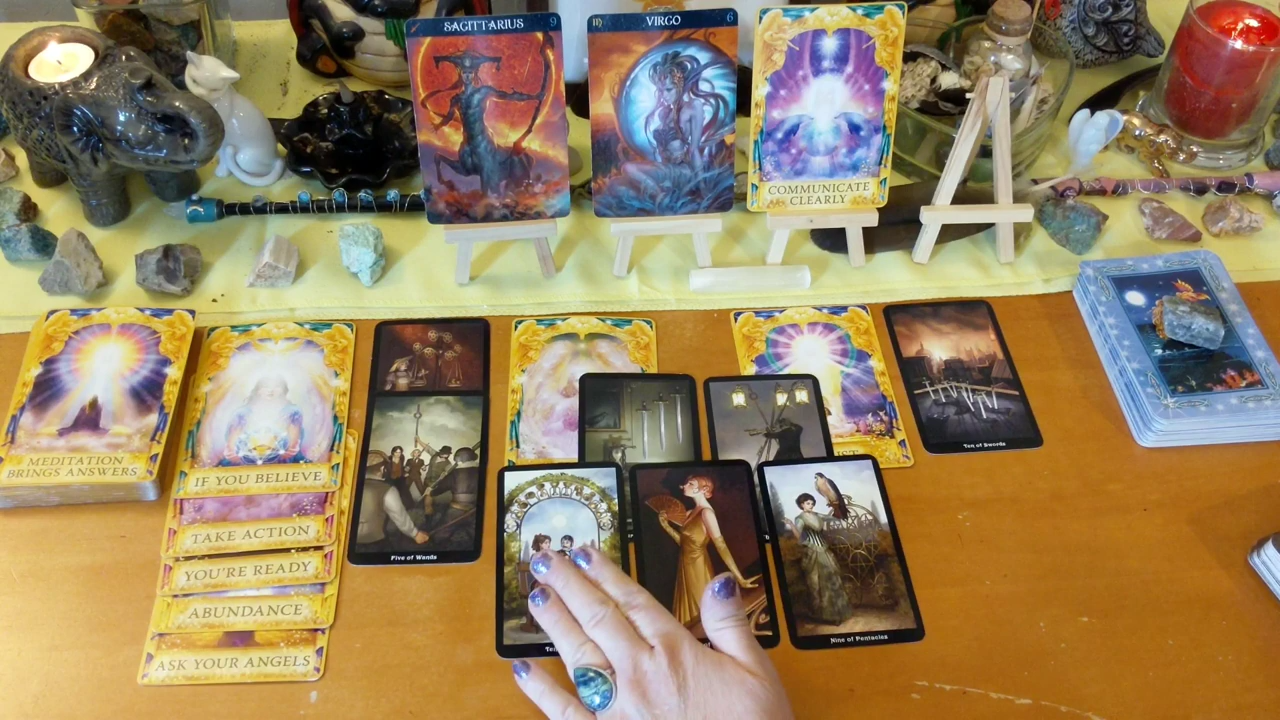 SAGITTARIUS 9
♍ VIRGO 6
COMMUNICATE
CLEARLY
MEDITATION
BRINGS ANSWERS
IF YOU BELIEVE
TAKE ACTION
YOU'RE READY
ABUNDANCE
ASK YOUR ANGELS
Five of Wands
Ten of Swords
Nine of Pentacles